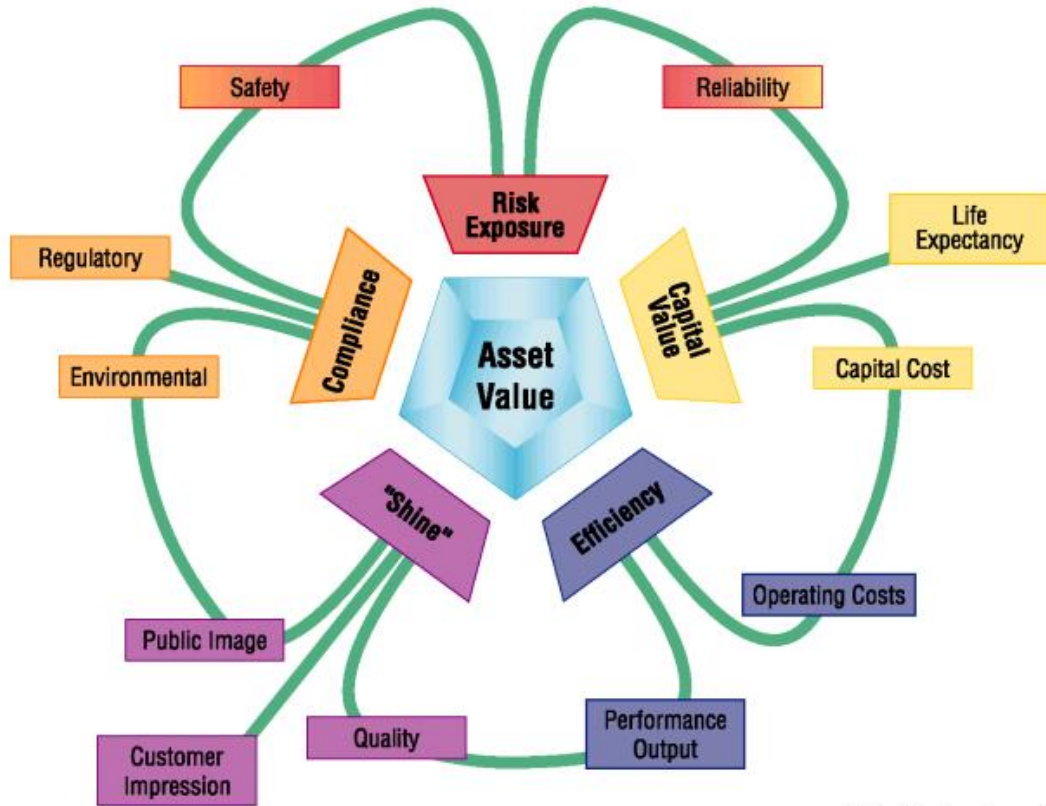 Safety
Reliability
Risk
Exposure
Life
Expectancy
Regulatory
Compliance
Capital
Value
Asset
Value
Environmental
Capital Cost
"Shine"
Efficiency
Operating Costs
Public Image
Performance
Output
Quality
Customer
Impression